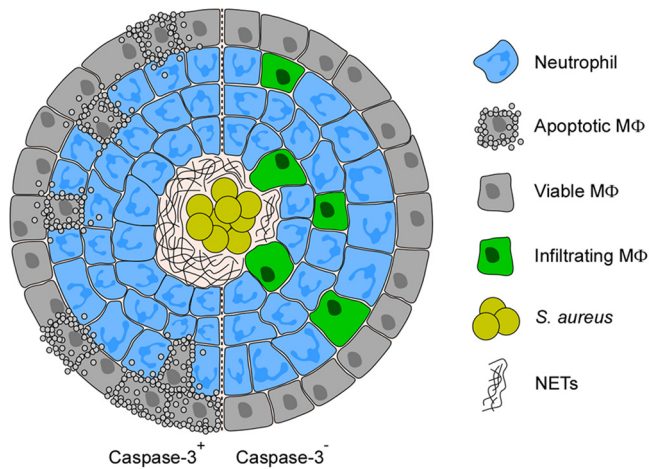 Neutrophil
Apoptotic MΦ
Viable MΦ
Infiltrating MΦ
S. aureus
NETs
Caspase-3⁺ Caspase-3⁻